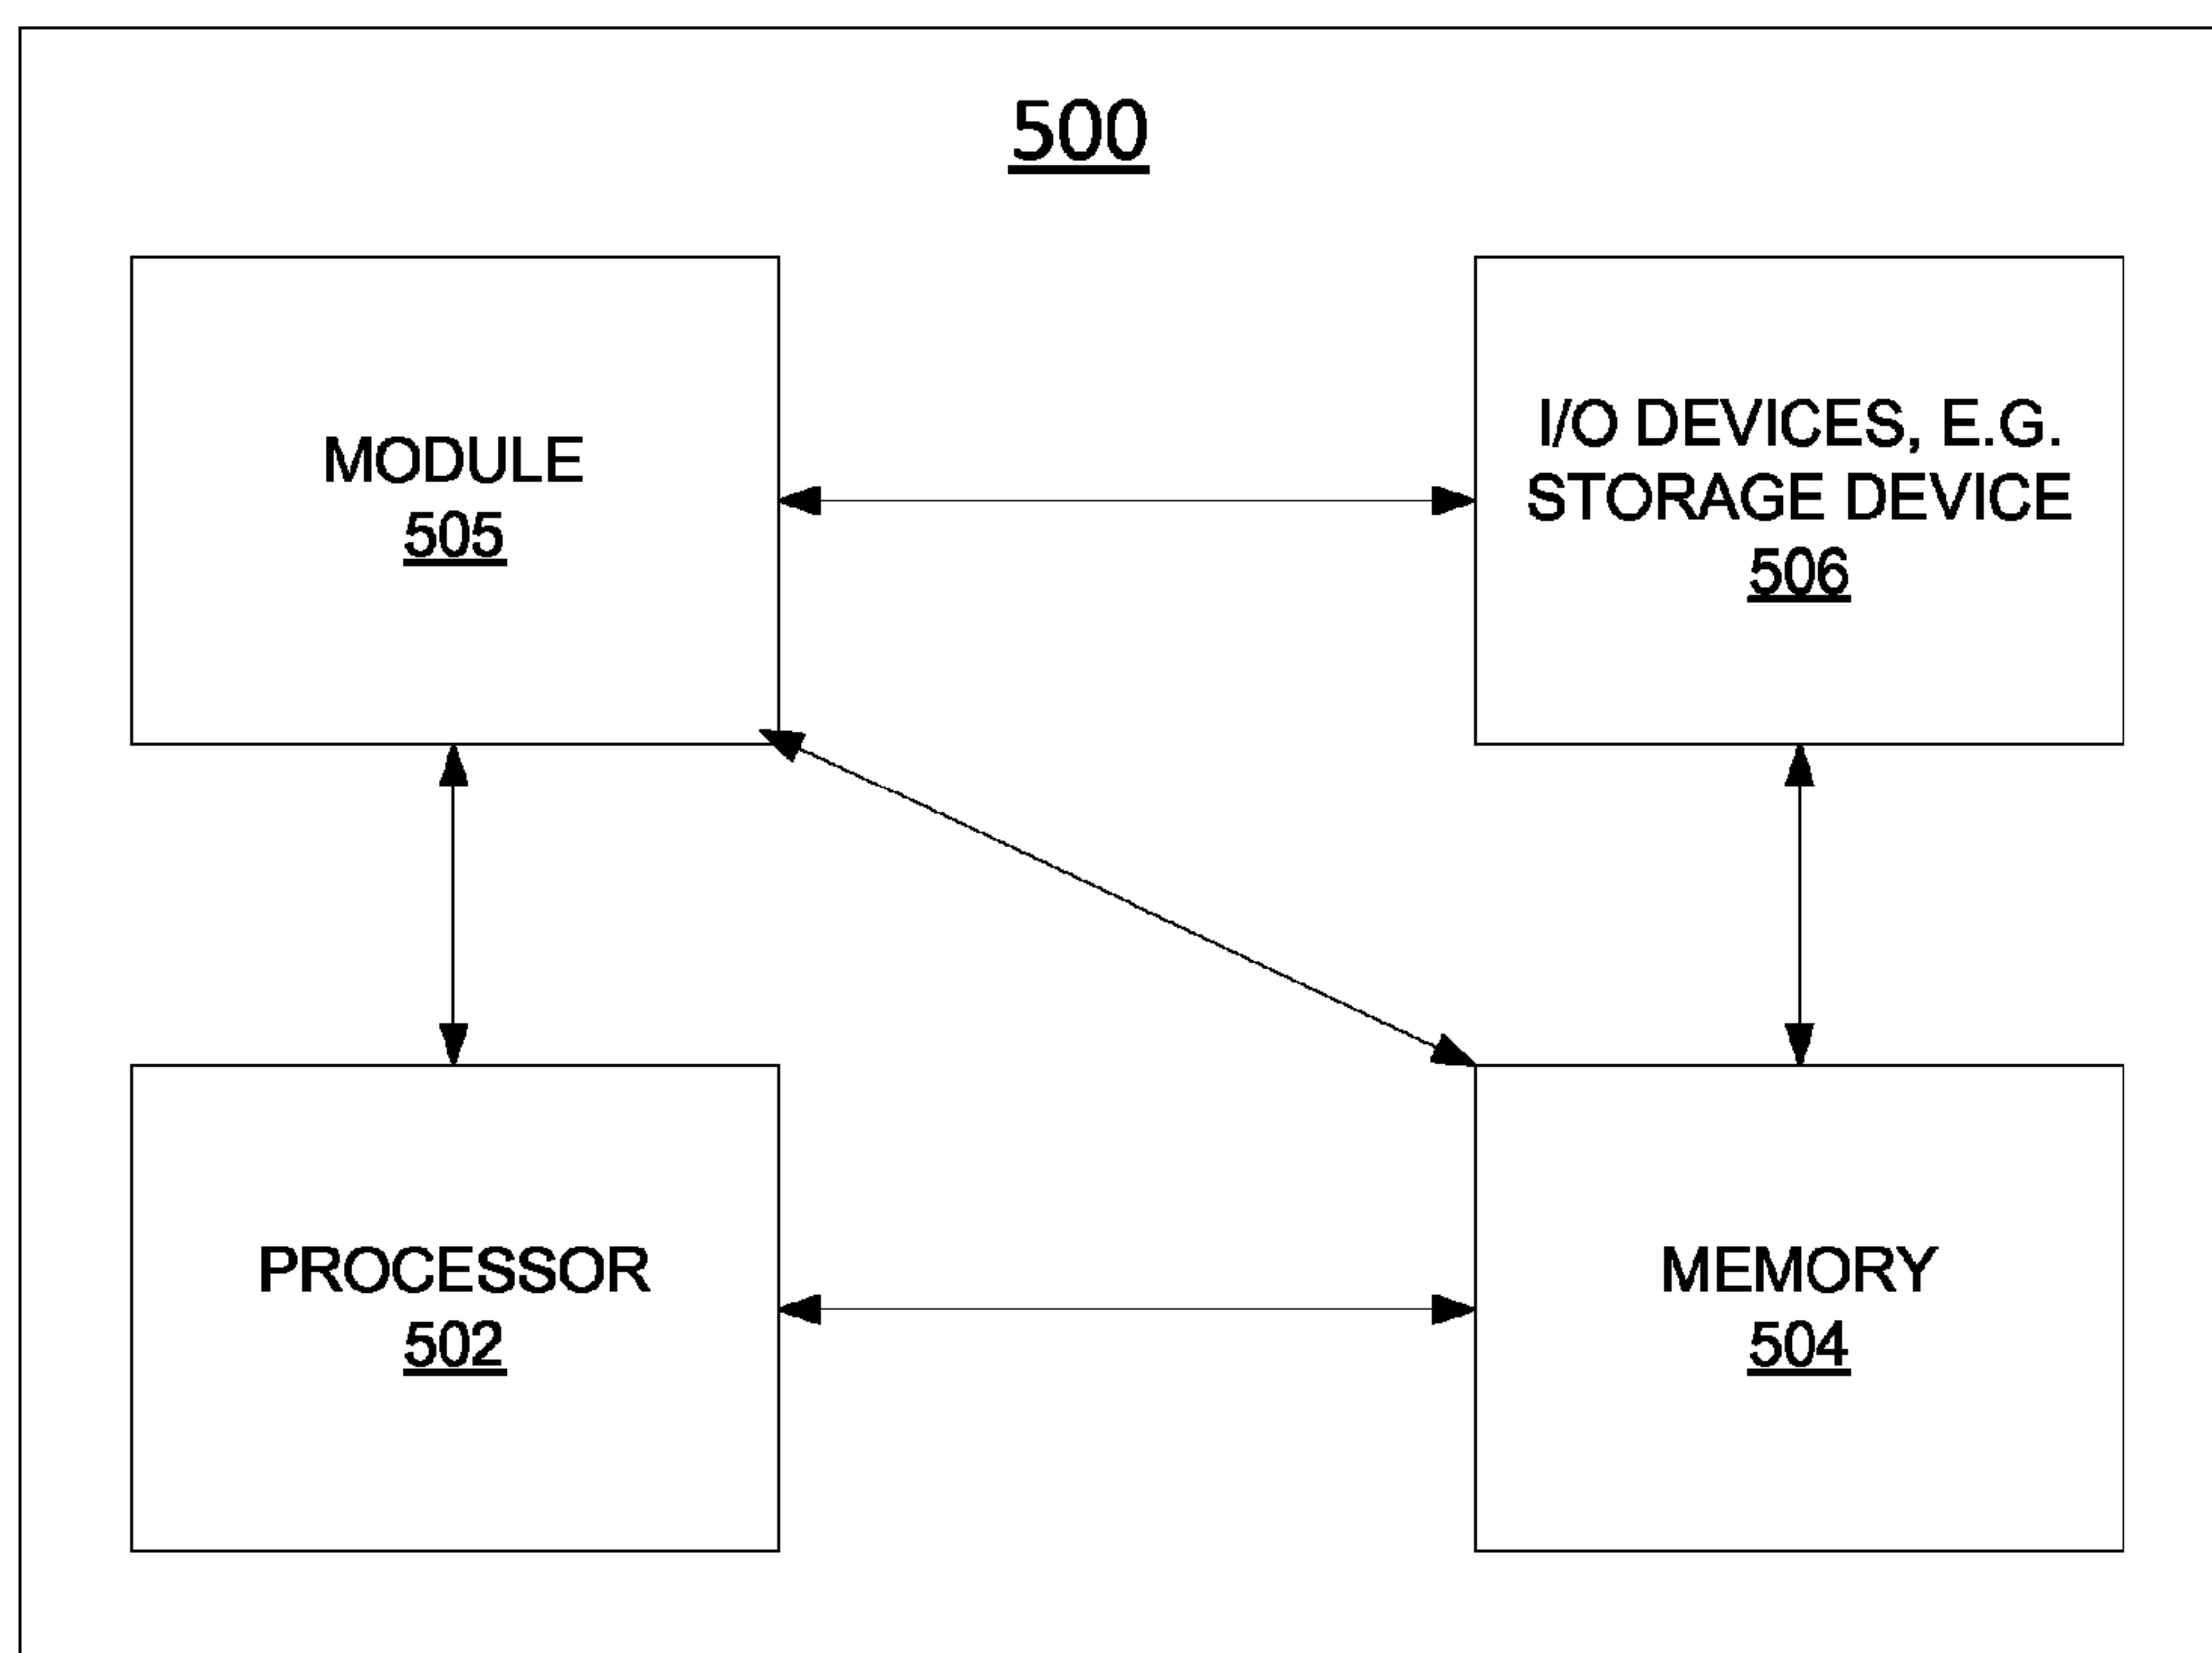 500
MODULE
505
I/O DEVICES, E.G.
STORAGE DEVICE
506
PROCESSOR
502
MEMORY
504